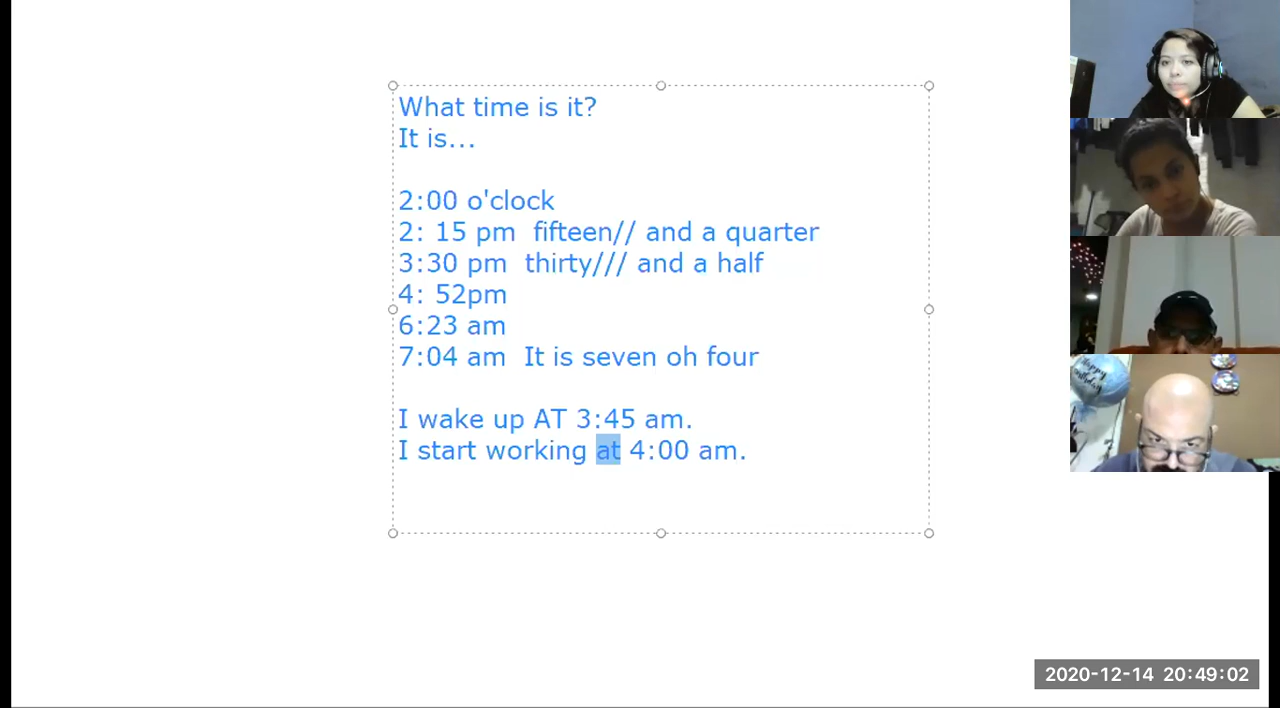 What time is it?
It is...
2:00 o'clock
2: 15 pm  fifteen// and a quarter
3:30 pm  thirty/// and a half
4: 52pm
6:23 am
7:04 am  It is seven oh four
I wake up AT 3:45 am.
I start working at 4:00 am.
2020-12-14 20:49:02